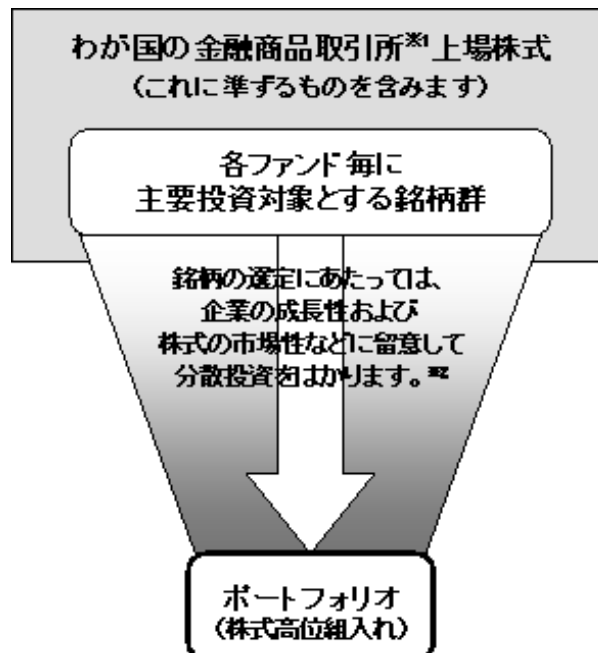 わが国の金融商品取引所※1上場株式
(これに準ずるものを含みます)
各ファンド毎に
主要投資対象とする銘柄群
銘柄の選定にあたっては、
企業の成長性および
株式の市場性などに留意して
分散投資をはかります。※2
ポートフォリオ
(株式高位組入れ)